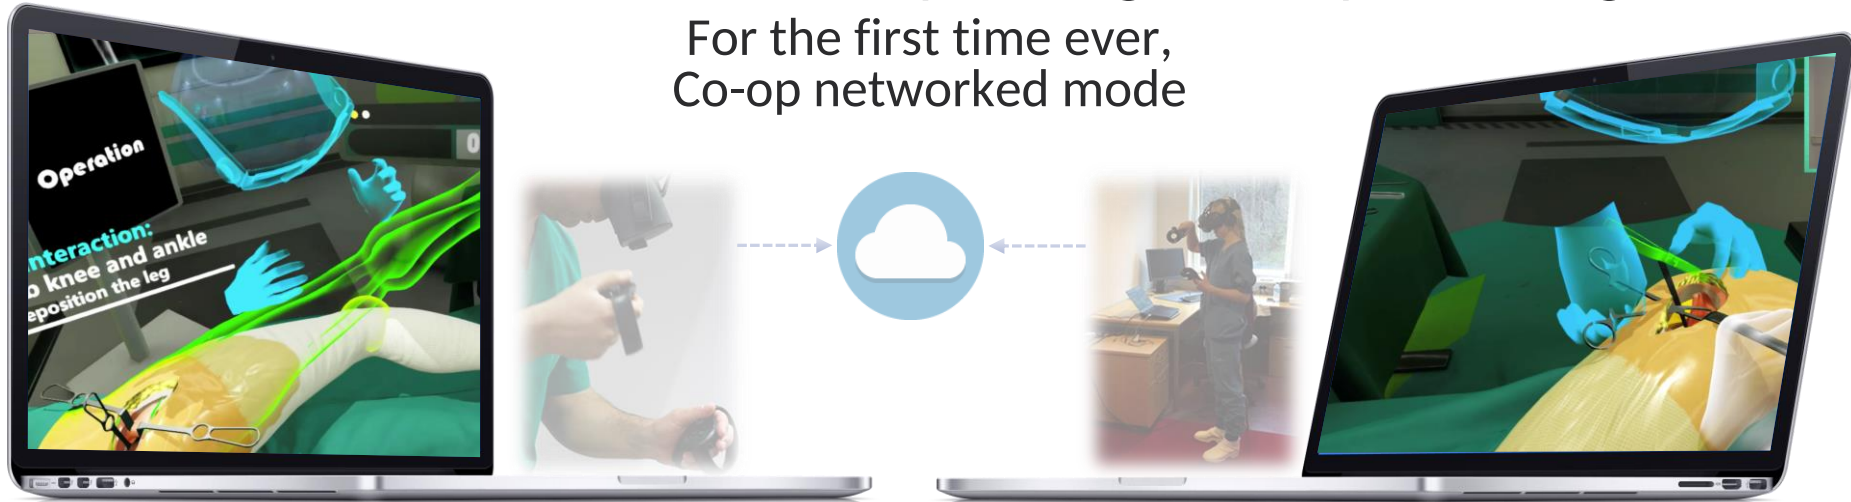 For the first time ever,
Co-op networked mode
Operation
0
nteraction:
o knee and ankle
eposition the leg